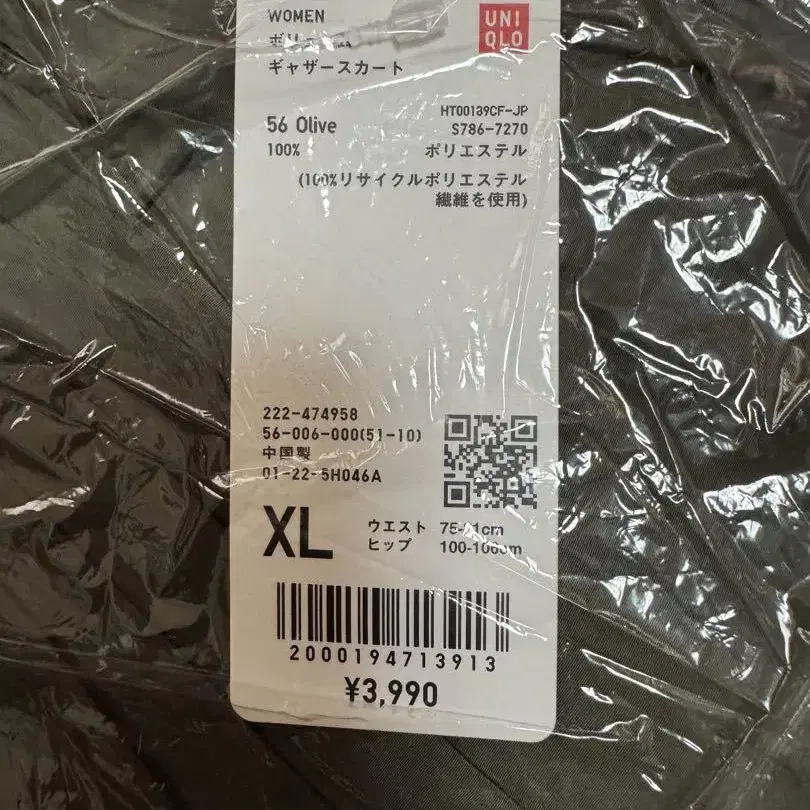 WOMEN
UNI
QLO
ギャザースカート
HT00139CF-JP
56 Olive
S786-7270
100% ポリエステル
(100%リサイクルポリエステル
繊維を使用)
222-474958
56-006-000(51-10)
中国製
01-22-5H046A
XL
ウエスト
ヒップ
2000194713913
¥3,990